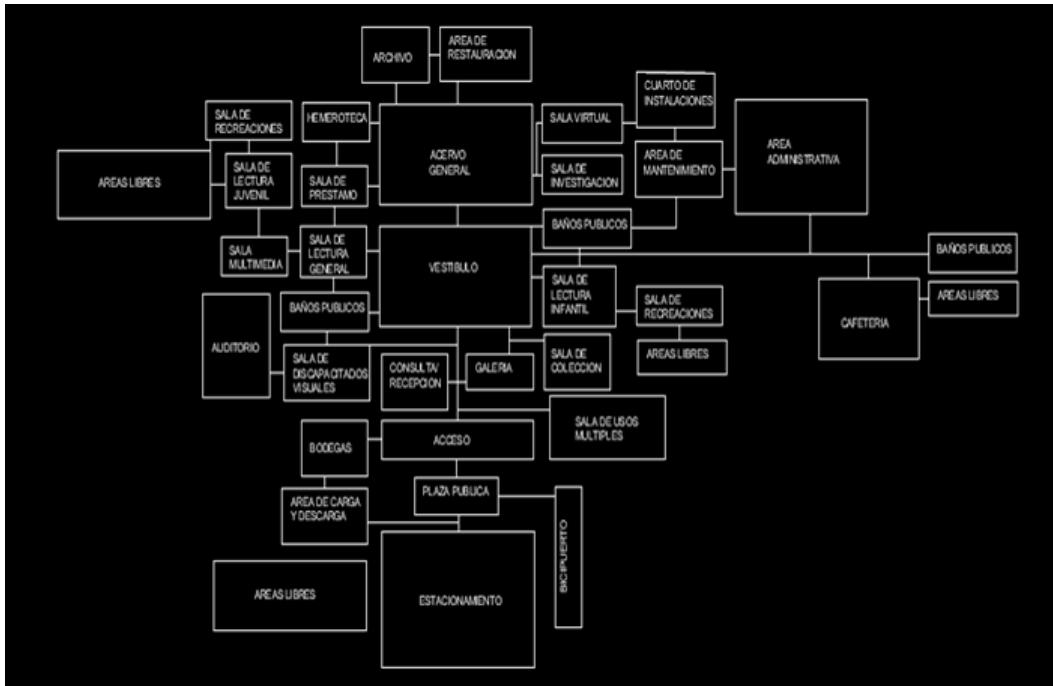 ARCHIVO
AREA DE
RESTAURACION
CUARTO DE
INSTALACIONES
SALA DE
RECREACIONES
HEMEROTECA
SALA VIRTUAL
AREA
ADMINISTRATIVA
ACERVO
GENERAL
AREAS LIBRES
SALA DE
LECTURA
JUVENIL
SALA DE
PRESTAMO
SALA DE
INVESTIGACION
AREA DE
MANTENIMIENTO
SALA
MULTIMEDIA
SALA DE
LECTURA
GENERAL
VESTIBULO
BAÑOS PUBLICOS
BAÑOS PUBLICOS
SALA DE
LECTURA
INFANTIL
SALA DE
RECREACIONES
CAFETERIA
AREAS LIBRES
BAÑOS PUBLICOS
AUDITORIO
SALA DE
DISCAPACITADOS
VISUALES
CONSULTA/
RECEPCION
GALERIA
SALA DE
COLECCION
AREAS LIBRES
SALA DE USOS
MULTIPLES
BODEGAS
ACCESO
PLAZA PUBLICA
AREA DE CARGA
Y DESCARGA
BICIPUERTO
AREAS LIBRES
ESTACIONAMIENTO